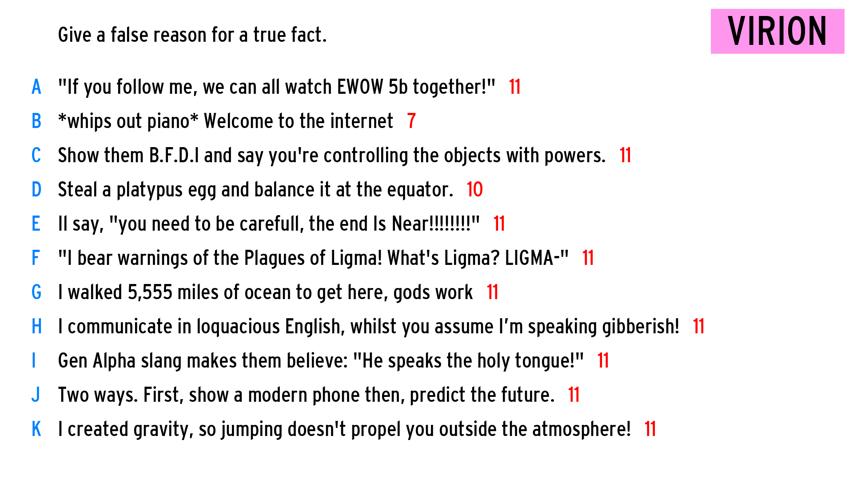 Give a false reason for a true fact.
VIRION
A "If you follow me, we can all watch EWOW 5b together!" 11
B *whips out piano* Welcome to the internet 7
C Show them B.F.D.I and say you're controlling the objects with powers. 11
D Steal a platypus egg and balance it at the equator. 10
E Il say, "you need to be carefull, the end Is Near!!!!!!!!" 11
F "I bear warnings of the Plagues of Ligma! What's Ligma? LIGMA-" 11
G I walked 5,555 miles of ocean to get here, gods work 11
H I communicate in loquacious English, whilst you assume I'm speaking gibberish! 11
I Gen Alpha slang makes them believe: "He speaks the holy tongue!" 11
J Two ways. First, show a modern phone then, predict the future. 11
K I created gravity, so jumping doesn't propel you outside the atmosphere! 11